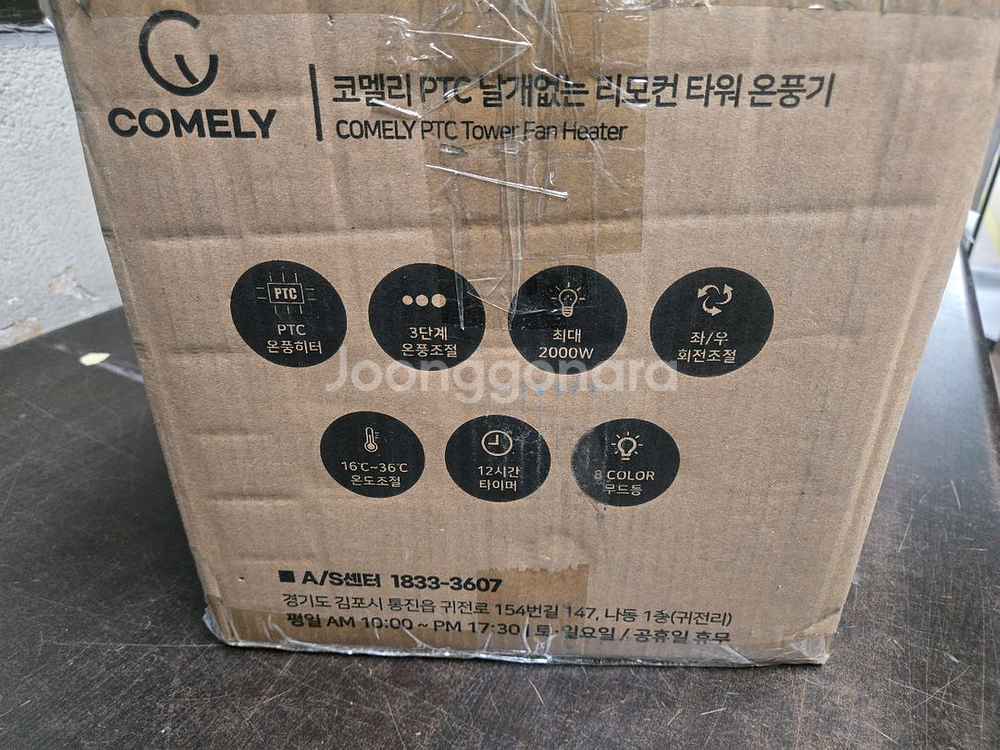 COMELY
코멜리 PTC 날개없는 리모컨 타워 온풍기
COMELY PTC Tower Fan Heater
PTC
PTC
온풍히터
3단계
온풍조절
최대
2000W
좌/우
회전조절
Joonggonara
16℃~36℃
온도조절
12시간
타이머
8 COLOR
무드등
■ A/S센터 1833-3607
경기도 김포시 통진읍 귀전로 154번길 147, 나동 1층(귀전리)
평일 AM 10:00 ~ PM 17:30 | 토·일요일 / 공휴일 휴무